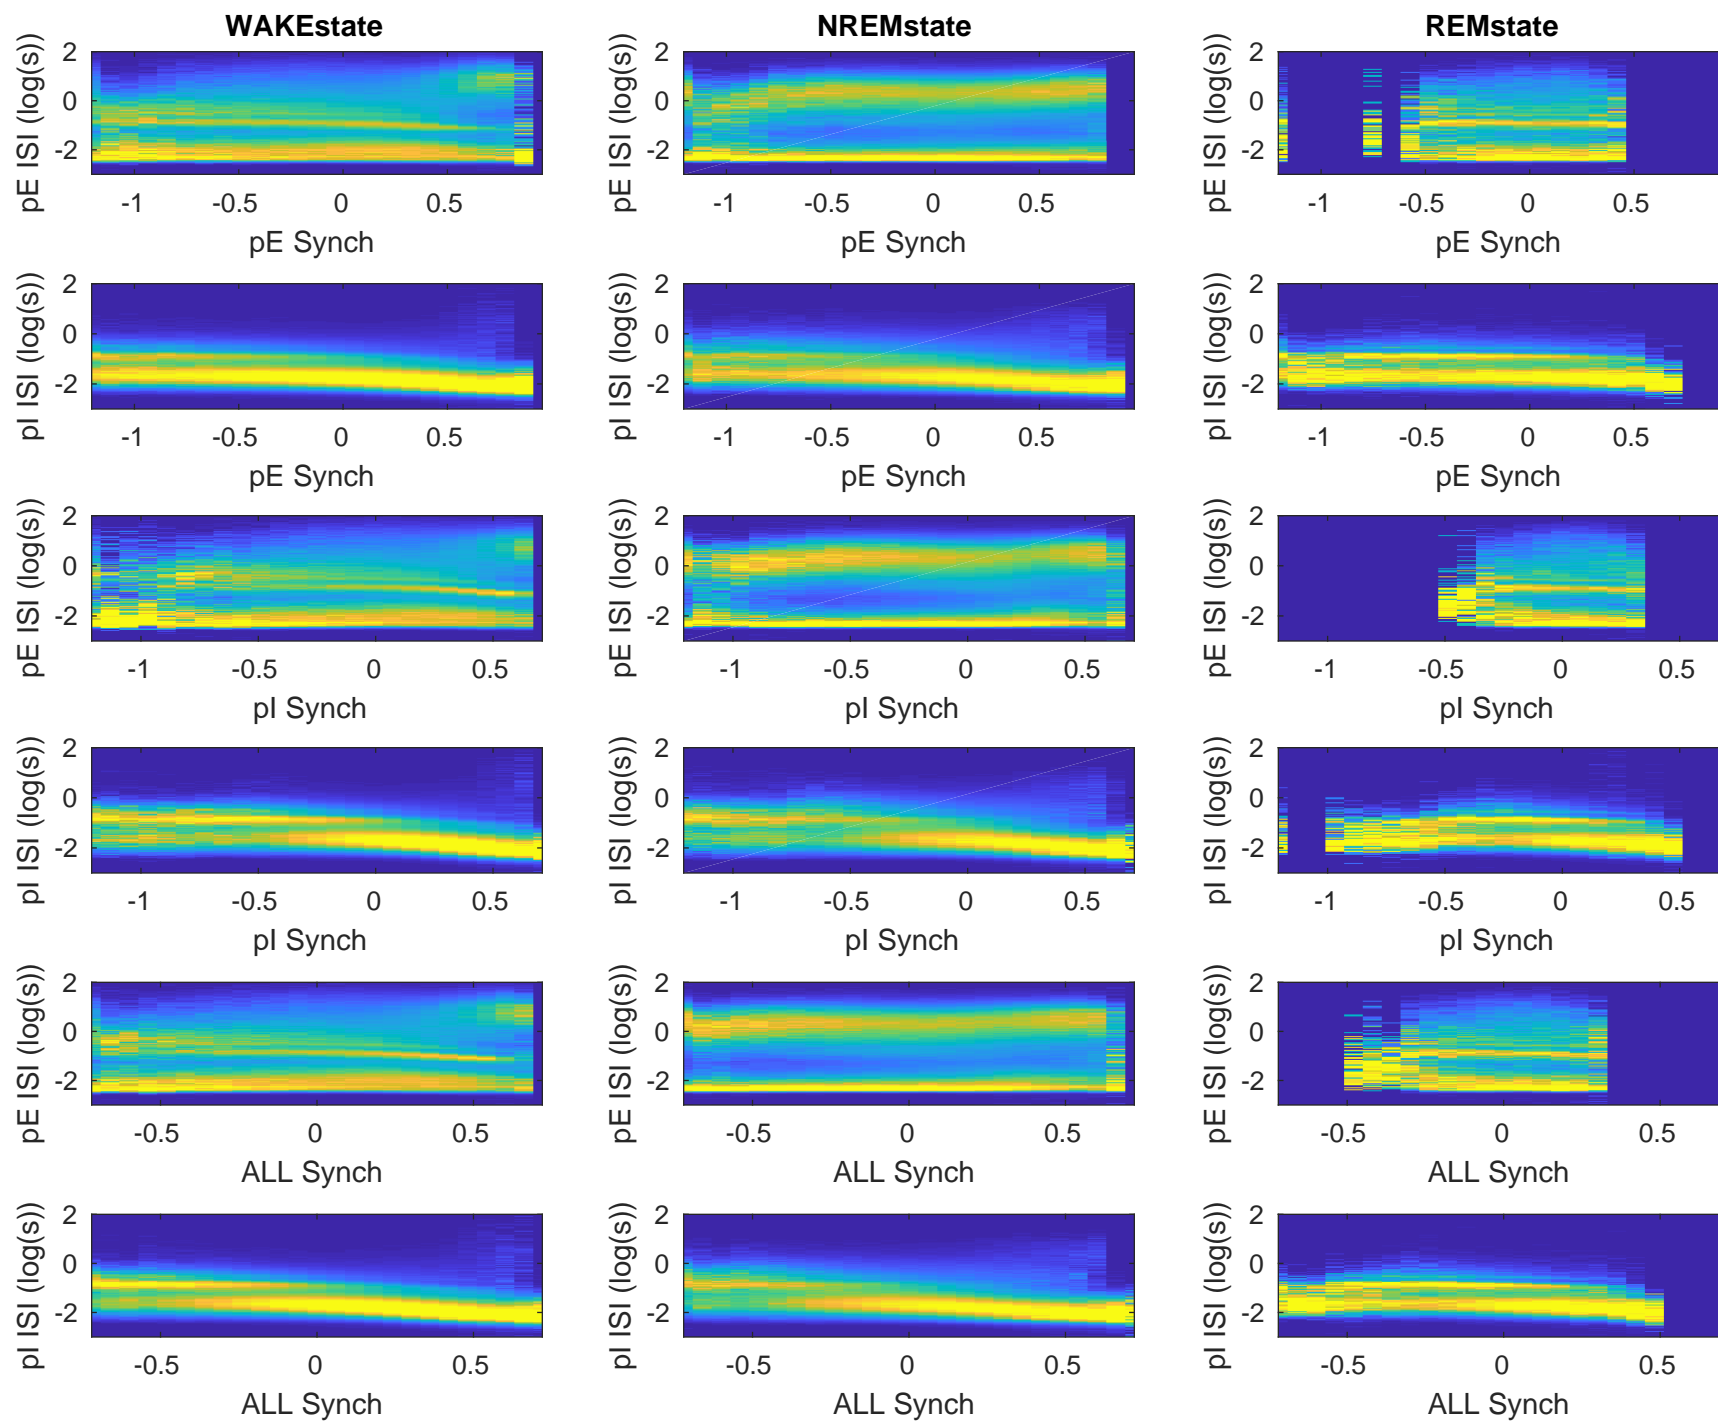 WAKEstate NREMstate REMstate
2 2 2
0 0 0
-2 -2 -2
pE ISI (log(s)) pE ISI (log(s)) pE ISI (log(s))
-1 -0.5 0 0.5 -1 -0.5 0 0.5 -1 -0.5 0 0.5
pE Synch pE Synch pE Synch
2 2 2
0 0 0
-2 -2 -2
pI ISI (log(s)) pI ISI (log(s)) pI ISI (log(s))
-1 -0.5 0 0.5 -1 -0.5 0 0.5 -1 -0.5 0 0.5
pE Synch pE Synch pE Synch
2 2 2
0 0 0
-2 -2 -2
pE ISI (log(s)) pE ISI (log(s)) pE ISI (log(s))
-1 -0.5 0 0.5 -1 -0.5 0 0.5 -1 -0.5 0 0.5
pI Synch pI Synch pI Synch
2 2 2
0 0 0
-2 -2 -2
pI ISI (log(s)) pI ISI (log(s)) pI ISI (log(s))
-1 -0.5 0 0.5 -1 -0.5 0 0.5 -1 -0.5 0 0.5
pI Synch pI Synch pI Synch
2 2 2
0 0 0
-2 -2 -2
pE ISI (log(s)) pE ISI (log(s)) pE ISI (log(s))
-0.5 0 0.5 -0.5 0 0.5 -0.5 0 0.5
ALL Synch ALL Synch ALL Synch
2 2 2
0 0 0
-2 -2 -2
pI ISI (log(s)) pI ISI (log(s)) pI ISI (log(s))
-0.5 0 0.5 -0.5 0 0.5 -0.5 0 0.5
ALL Synch ALL Synch ALL Synch